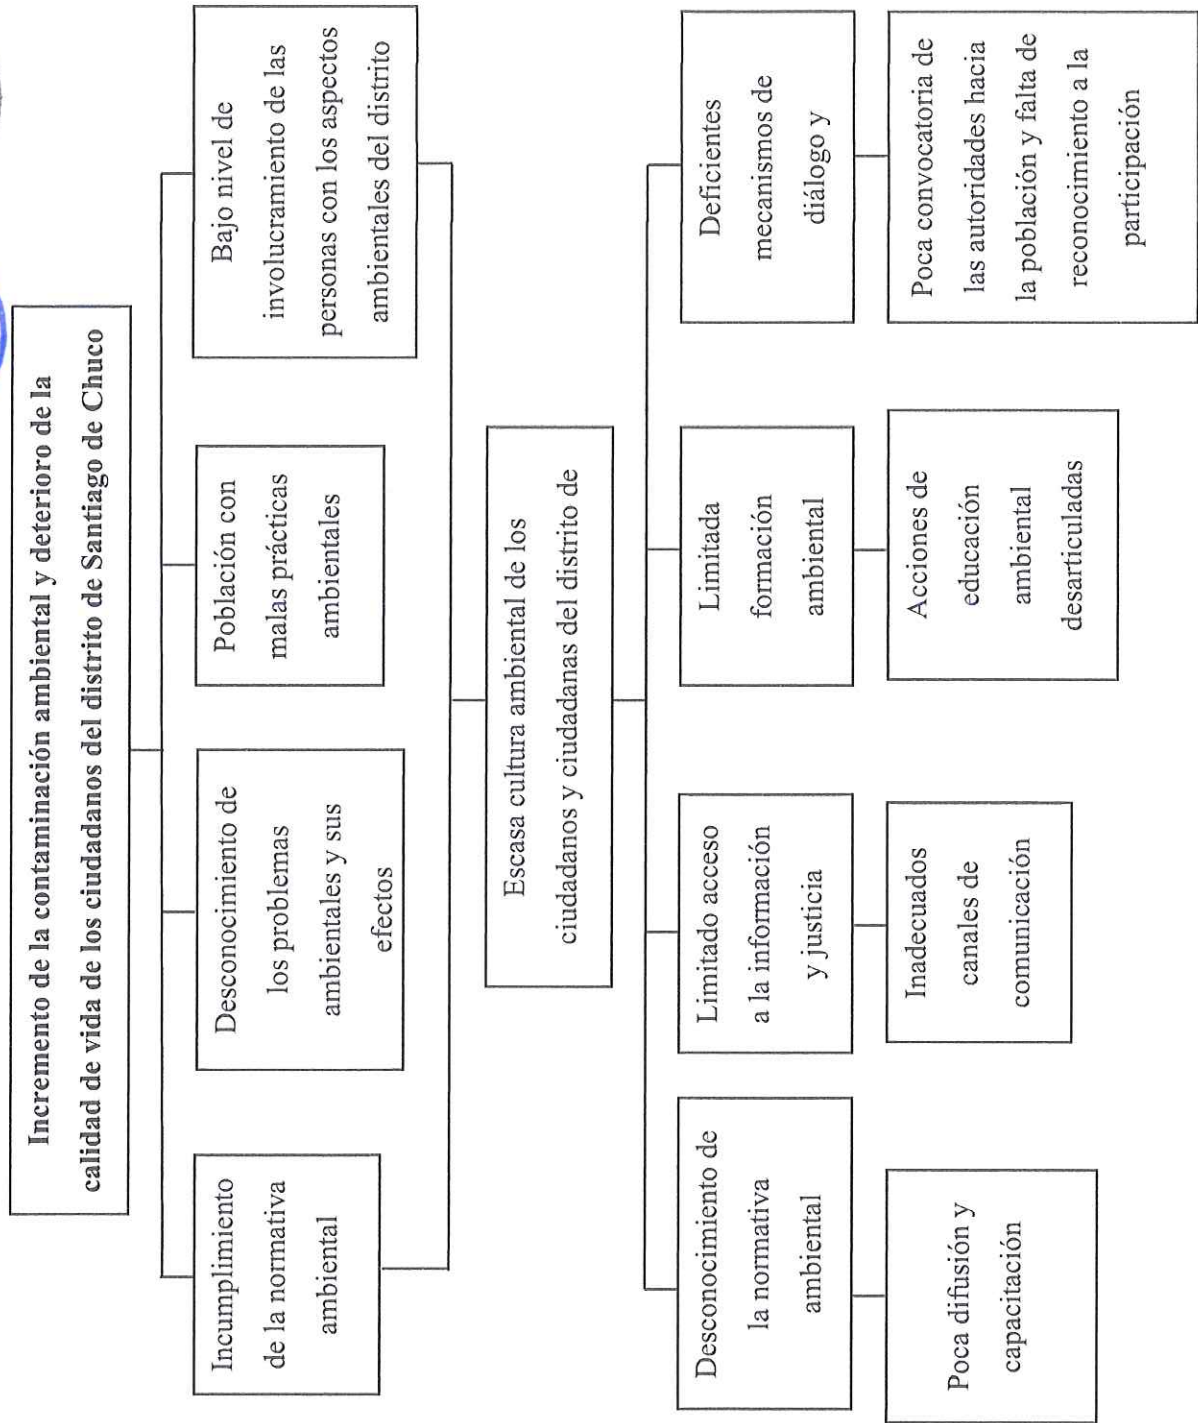 Incremento de la contaminación ambiental y deterioro de la
calidad de vida de los ciudadanos del distrito de Santiago de Chuco
Incumplimiento
de la normativa
ambiental
Desconocimiento de
los problemas
ambientales y sus
efectos
Población con
malas prácticas
ambientales
Bajo nivel de
involucramiento de las
personas con los aspectos
ambientales del distrito
Escasa cultura ambiental de los
ciudadanos y ciudadanas del distrito de
Desconocimiento de
la normativa
ambiental
Limitado acceso
a la información
y justicia
Limitada
formación
ambiental
Deficientes
mecanismos de
diálogo y
Poca difusión y
capacitación
Inadecuados
canales de
comunicación
Acciones de
educación
ambiental
desarticuladas
Poca convocatoria de
las autoridades hacia
la población y falta de
reconocimiento a la
participación